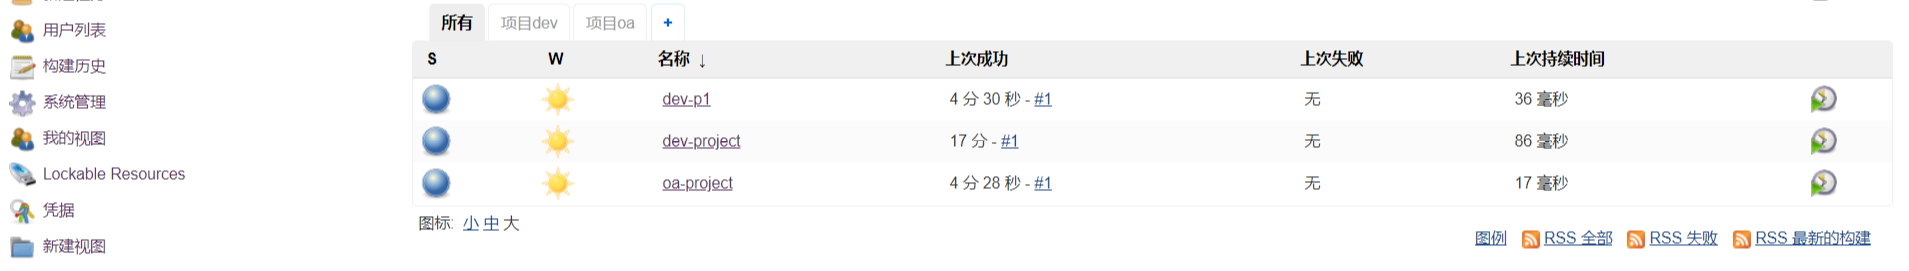 用户列表
构建历史
系统管理
我的视图
Lockable Resources
凭据
新建视图
所有 项目dev 项目oa +
S W 名称 ↓ 上次成功 上次失败 上次持续时间
dev-p1 4 分 30 秒 - #1 无 36 毫秒
dev-project 17 分 - #1 无 86 毫秒
oa-project 4 分 28 秒 - #1 无 17 毫秒
图标: 小 中 大
图例 RSS 全部 RSS 失败 RSS 最新的构建